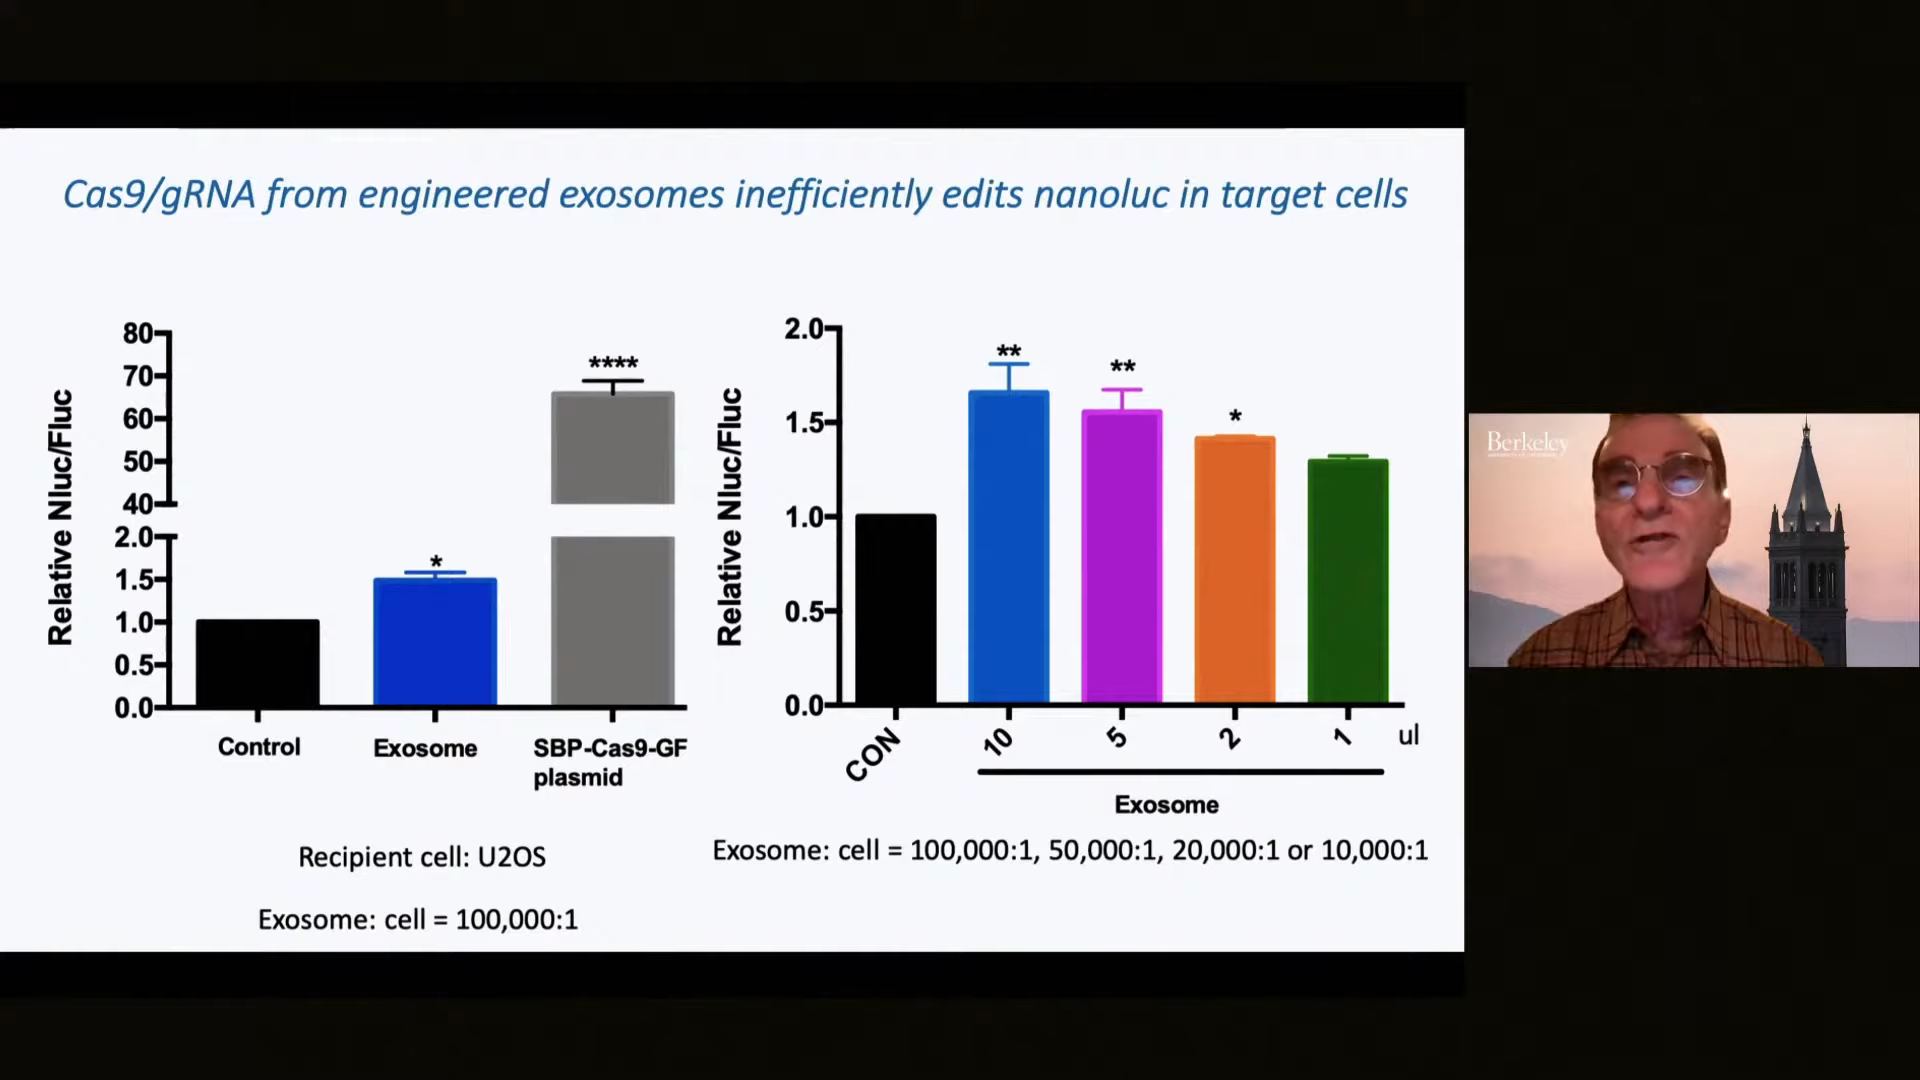 Cas9/gRNA from engineered exosomes inefficiently edits nanoluc in target cells
Relative Nluc/Fluc
80
70
60
50
40
2.0
1.5
1.0
0.5
0.0
****
*
Control
Exosome
SBP-Cas9-GF
plasmid
Recipient cell: U2OS
Exosome: cell = 100,000:1
Relative Nluc/Fluc
2.0
1.5
1.0
0.5
0.0
**
**
*
CON
10
5
2
1
ul
Exosome
Exosome: cell = 100,000:1, 50,000:1, 20,000:1 or 10,000:1
Berkeley